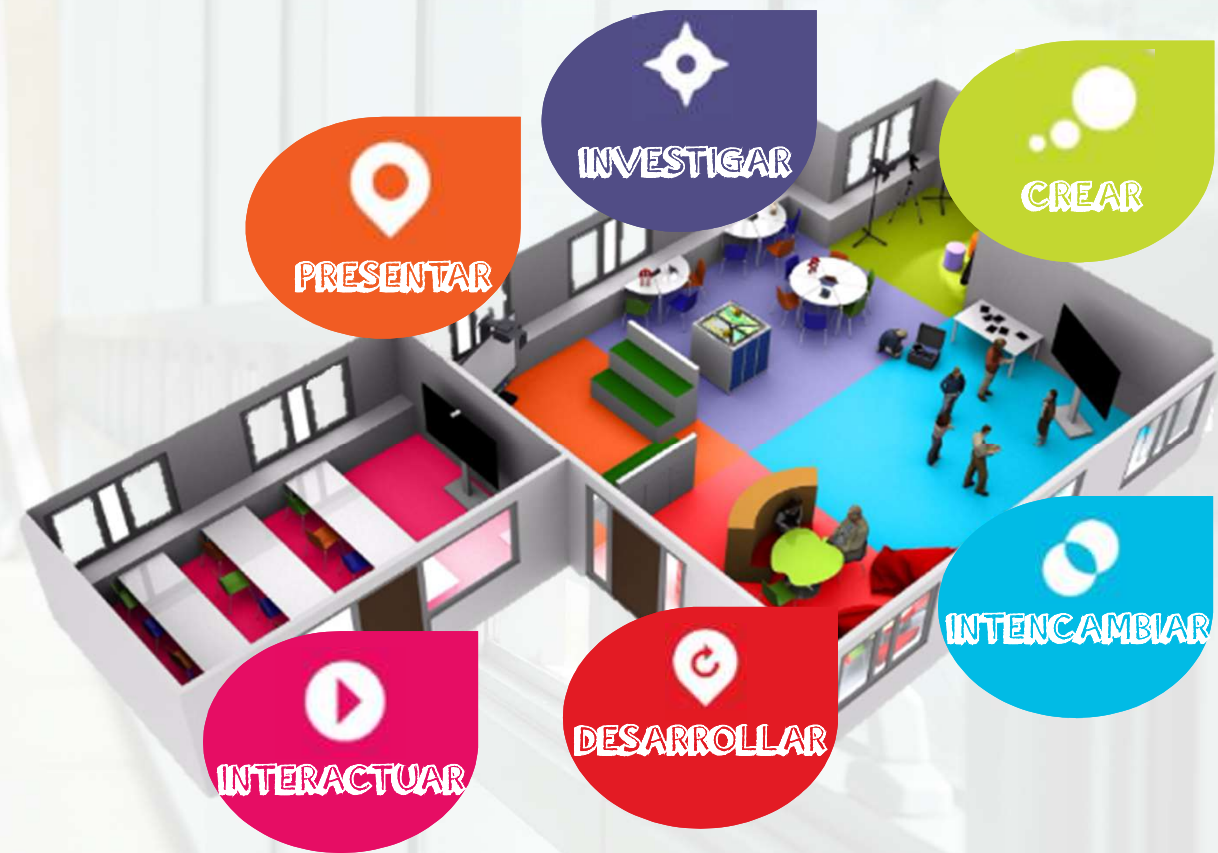 INVESTIGAR
CREAR
PRESENTAR
INTENCAMBIAR
DESARROLLAR
INTERACTUAR